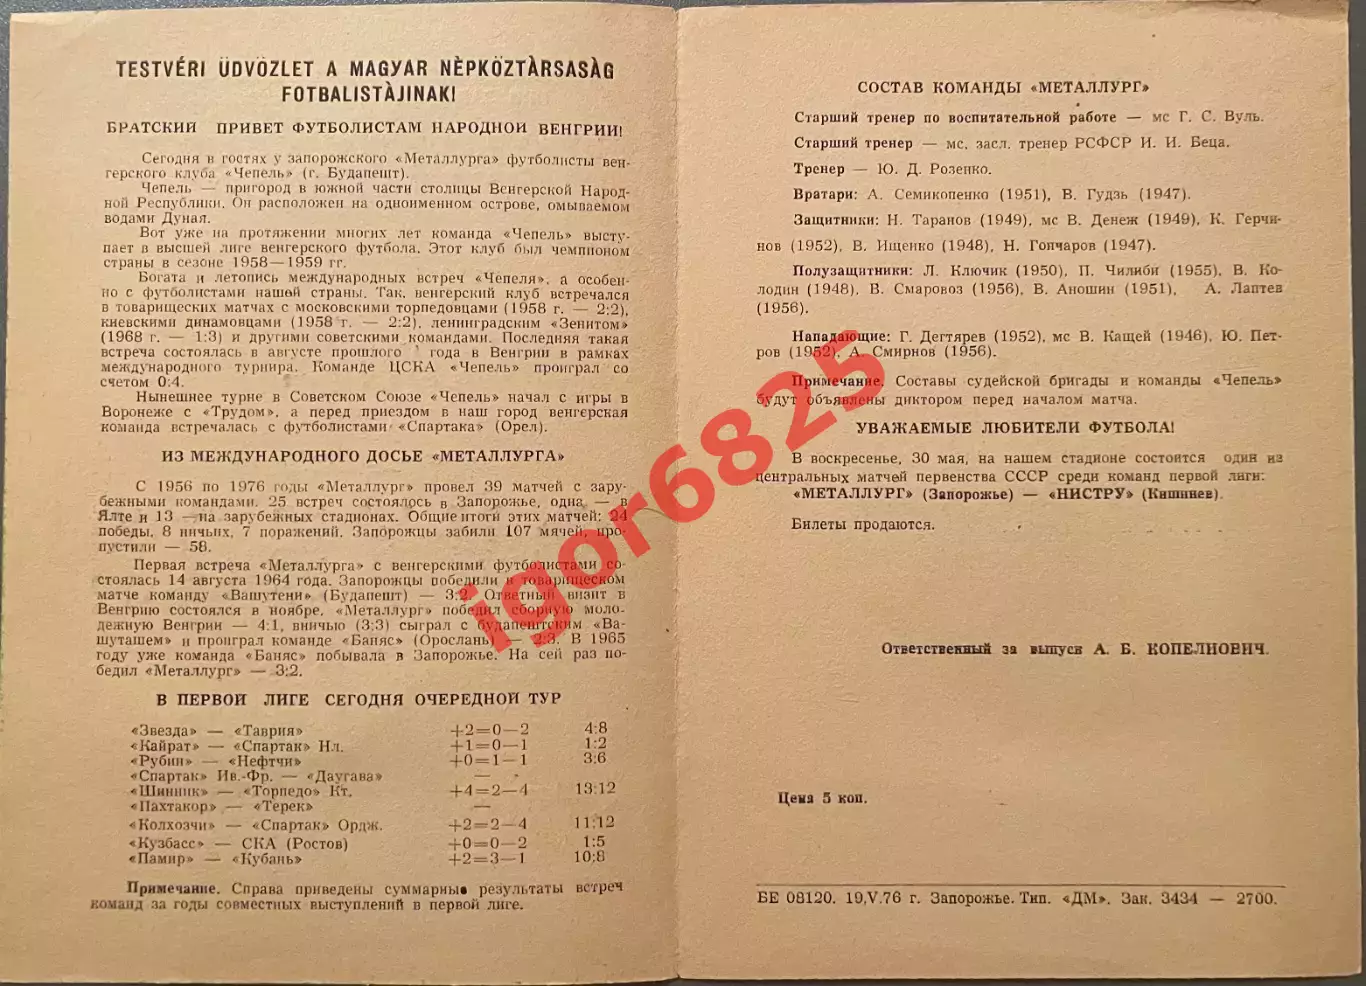 TESTVÉRI ÜDVÖZLET A MAGYAR NÈPKÖZTÀRSASÀG
FOTBALISTÀJINAK!
БРАТСКИЙ ПРИВЕТ ФУТБОЛИСТАМ НАРОДНОЙ ВЕНГРИИ!
Сегодня в гостях у запорожского «Металлурга» футболисты вен-
герского клуба «Чепель» (г. Будапешт).
Чепель — пригород в южной части столицы Венгерской Народ-
ной Республики. Он расположен на одноименном острове, омываемом
водами Дуная.
Вот уже на протяжении многих лет команда «Чепель» высту-
пает в высшей лиге венгерского футбола. Этот клуб был чемпионом
страны в сезоне 1958—1959 гг.
Богата и летопись международных встреч «Чепеля», а особен-
но с футболистами нашей страны. Так, венгерский клуб встречался
в товарищеских матчах с московскими торпедовцами (1958 г. — 2:2),
киевскими динамовцами (1958 г. — 2:2), ленинградским «Зенитом»
(1968 г. — 1:3) и другими советскими командами. Последняя такая
встреча состоялась в августе прошлого года в Венгрии в рамках
международного турнира. Команде ЦСКА «Чепель» проиграл со
счетом 0:4.
Нынешнее турне в Советском Союзе «Чепель» начал с игры в
Воронеже с «Трудом», а перед приездом в наш город венгерская
команда встречалась с футболистами «Спартака» (Орел).
ИЗ МЕЖДУНАРОДНОГО ДОСЬЕ «МЕТАЛЛУРГА»
С 1956 по 1976 годы «Металлург» провел 39 матчей с зару-
бежными командами. 25 встреч состоялось в Запорожье, одна — в
Ялте и 13 — на зарубежных стадионах. Общие итоги этих матчей: 24
победы, 8 ничьих, 7 поражений. Запорожцы забили 107 мячей, про-
пустили — 58.
Первая встреча «Металлурга» с венгерскими футболистами со-
стоялась 14 августа 1964 года. Запорожцы победили в товарищеском
матче команду «Вашутени» (Будапешт) — 3:2. Ответный визит в
Венгрию состоялся в ноябре. «Металлург» победил сборную моло-
дежную Венгрии — 4:1, вничью (3:3) сыграл с будапештским «Ва-
шуташем» и проиграл команде «Баняс» (Орослань) — 2:3. В 1965
году уже команда «Баняс» побывала в Запорожье. На сей раз по-
бедил «Металлург» — 3:2.
В ПЕРВОЙ ЛИГЕ СЕГОДНЯ ОЧЕРЕДНОЙ ТУР
«Звезда» — «Таврия» +2=0—2 4:8
«Кайрат» — «Спартак» Нл. +1=0—1 1:2
«Рубин» — «Нефтчи» +0=1—1 3:6
«Спартак» Ив.-Фр. — «Даугава» —
«Шинник» — «Торпедо» Кт. +4=2—4 13:12
«Пахтакор» — «Терек» —
«Колхозчи» — «Спартак» Ордж. +2=2—4 11:12
«Кузбасс» — СКА (Ростов) +0=0—2 1:5
«Памир» — «Кубань» +2=3—1 10:8
Примечание. Справа приведены суммарные результаты встреч
команд за годы совместных выступлений в первой лиге.
СОСТАВ КОМАНДЫ «МЕТАЛЛУРГ»
Старший тренер по воспитательной работе — мс Г. С. Вуль.
Старший тренер — мс, засл. тренер РСФСР И. И. Беца.
Тренер — Ю. Д. Розенко.
Вратари: А. Семикопенко (1951), В. Гудзь (1947).
Защитники: Н. Таранов (1949), мс В. Денеж (1949), К. Герчи-
нов (1952), В. Ищенко (1948), Н. Гончаров (1947).
Полузащитники: Л. Ключик (1950), П. Чилиби (1955), В. Ко-
лодин (1948), В. Смаровоз (1956), В. Аношин (1951), А. Лаптев
(1956).
Нападающие: Г. Дегтярев (1952), мс В. Кащей (1946), Ю. Пет-
ров (1952), А. Смирнов (1956).
Примечание. Составы судейской бригады и команды «Чепель»
будут объявлены диктором перед началом матча.
УВАЖАЕМЫЕ ЛЮБИТЕЛИ ФУТБОЛА!
В воскресенье, 30 мая, на нашем стадионе состоится один из
центральных матчей первенства СССР среди команд первой лиги:
«МЕТАЛЛУРГ» (Запорожье) — «НИСТРУ» (Кишинев).
Билеты продаются.
Ответственный за выпуск А. Б. КОПЕЛИОВИЧ.
Цена 5 коп.
БЕ 08120. 19.V.76 г. Запорожье. Тип. «ДМ». Зак. 3434 — 2700.
igor6825